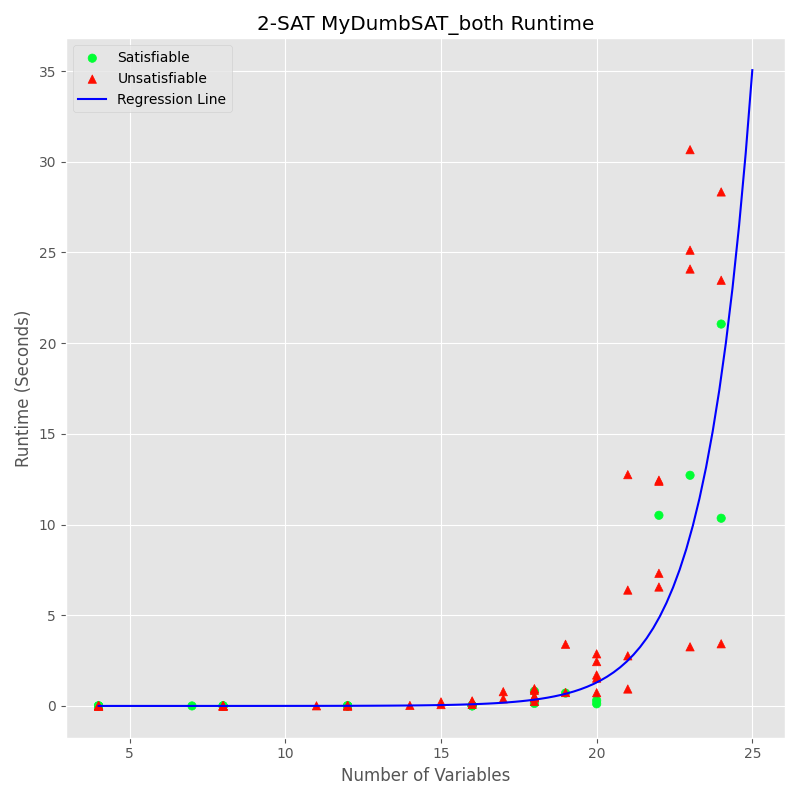 2-SAT MyDumbSAT_both Runtime
Satisfiable
Unsatisfiable
Regression Line
35
30
25
20
15
10
5
0
Runtime (Seconds)
5 10 15 20 25
Number of Variables